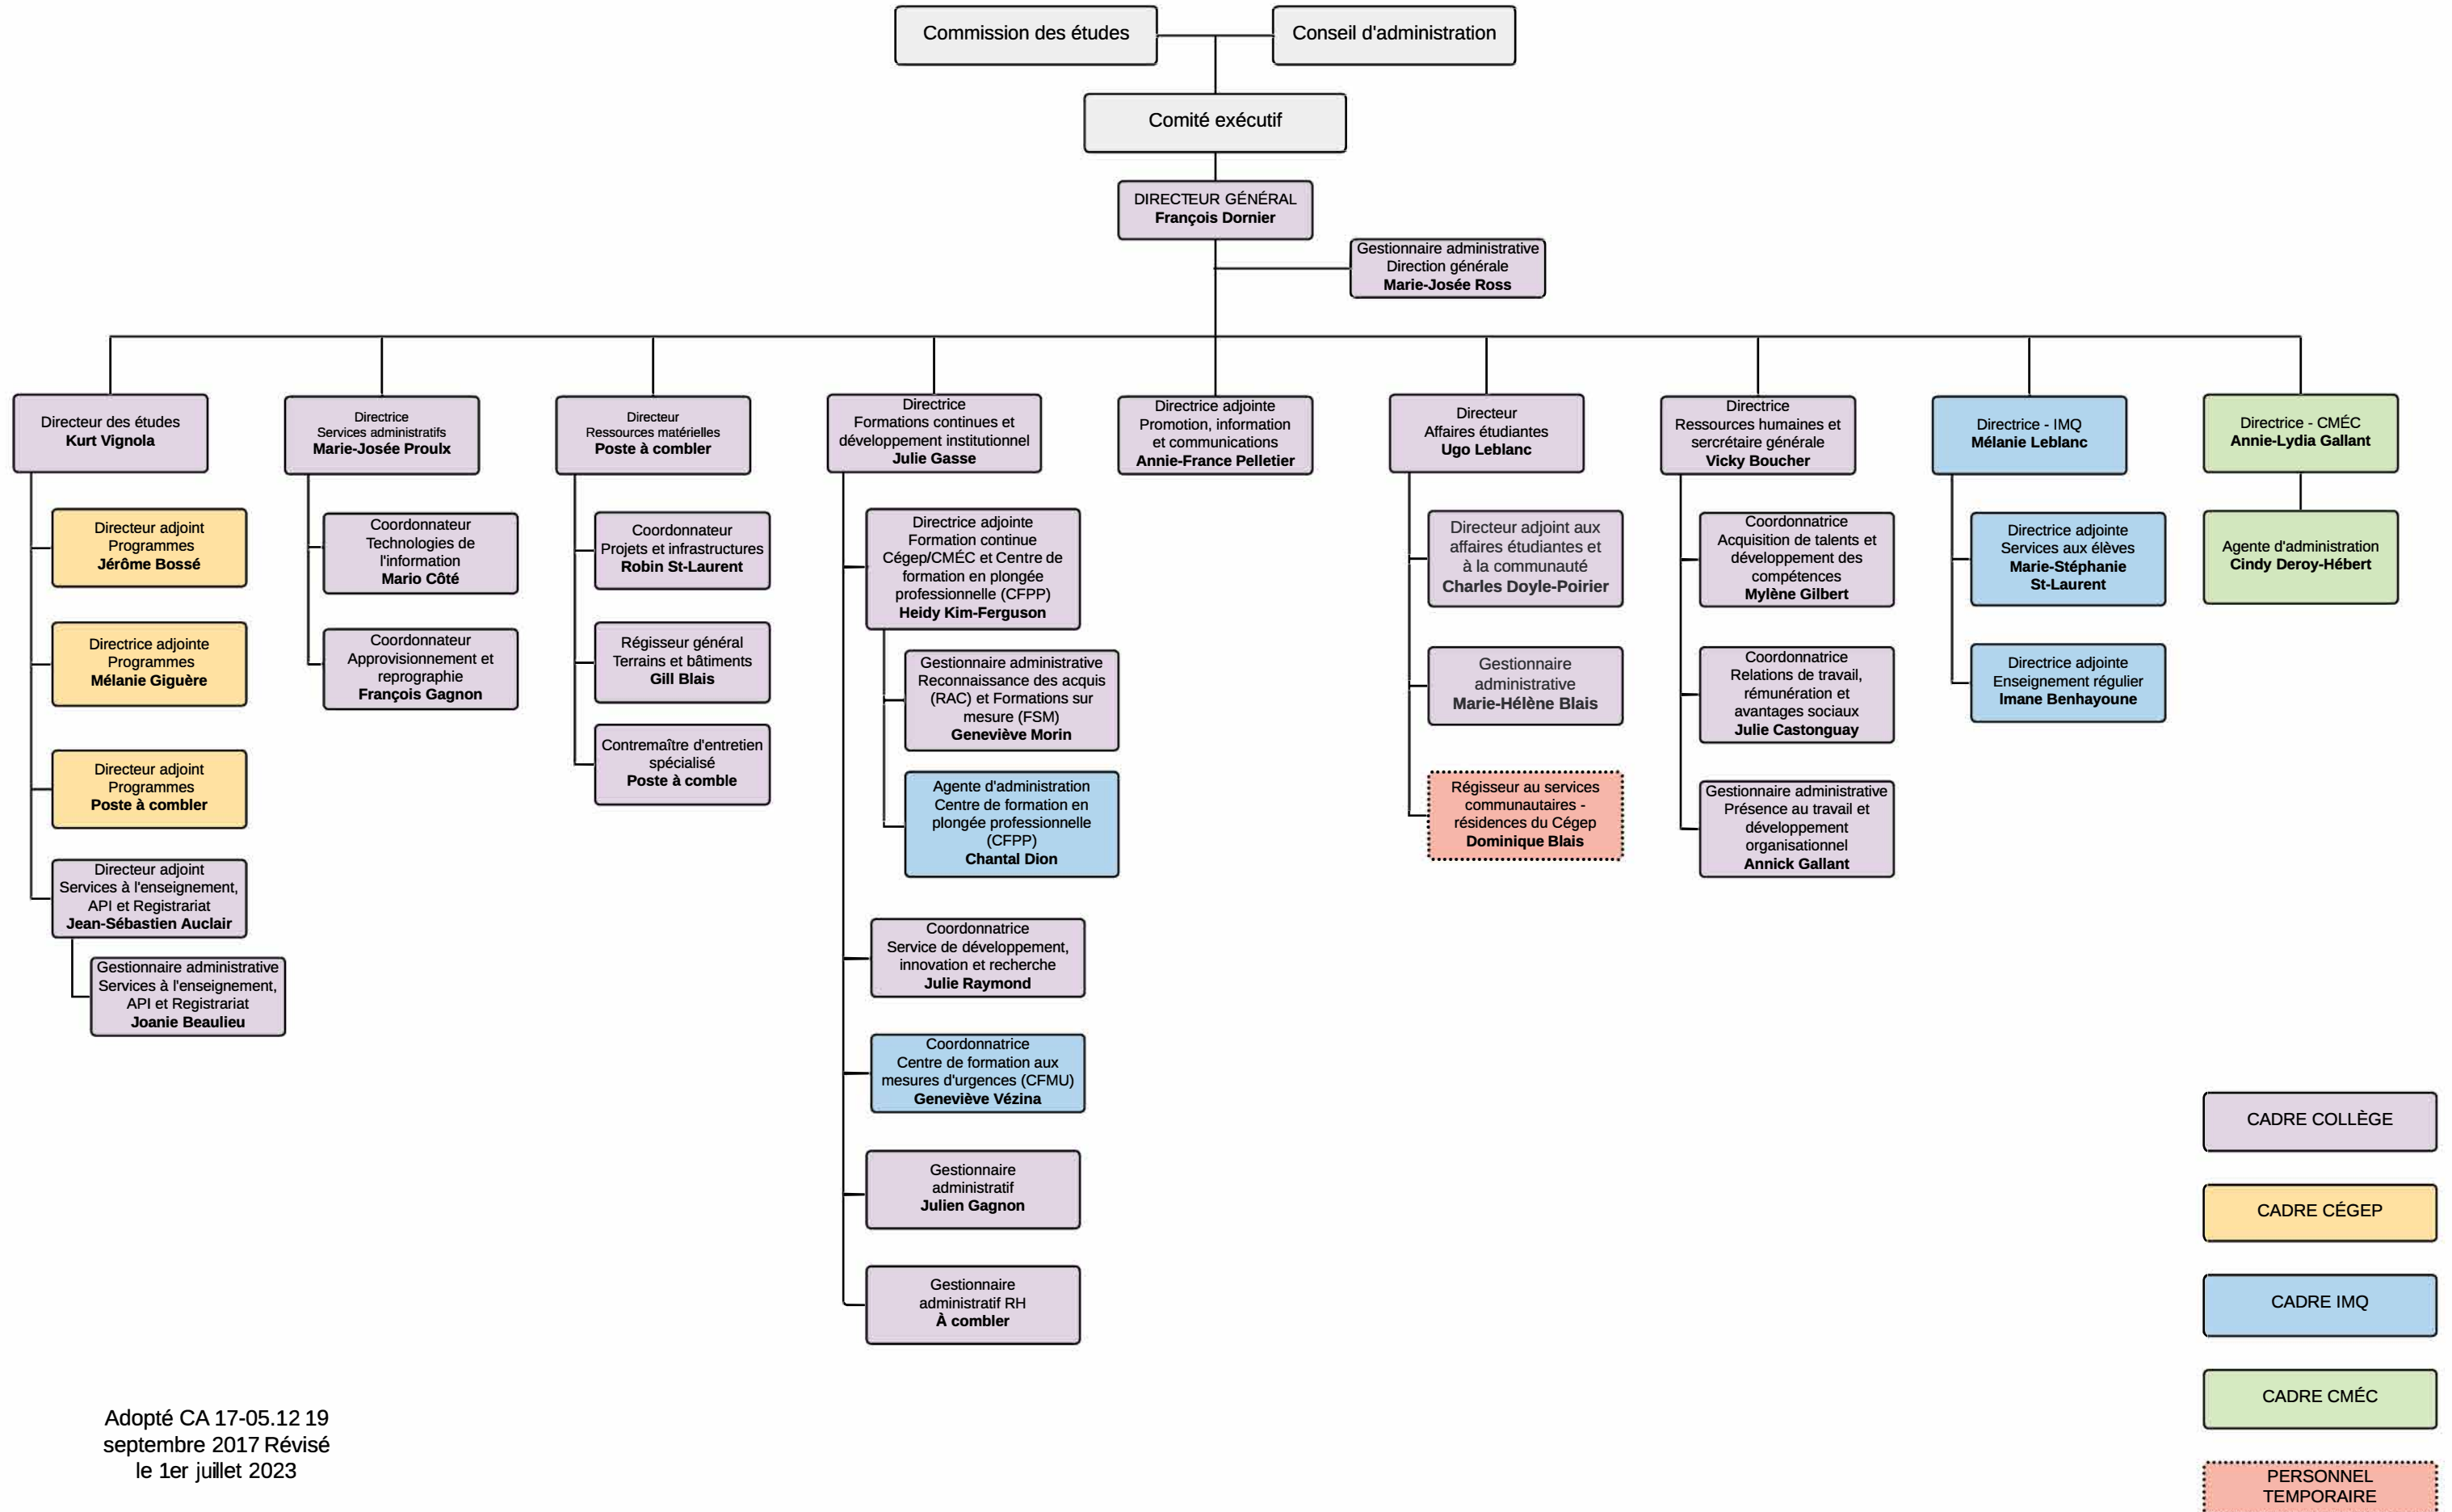 Commission des études
Conseil d'administration
Comité exécutif
DIRECTEUR GÉNÉRAL
François Dornier
Gestionnaire administrative
Direction générale
Marie-Josée Ross
Directeur des études
Kurt Vignola
Directeur adjoint
Programmes
Jérôme Bossé
Directrice adjointe
Programmes
Mélanie Giguère
Directeur adjoint
Programmes
Poste à combler
Directeur adjoint
Services à l'enseignement,
API et Registrariat
Jean-Sébastien Auclair
Gestionnaire administrative
Services à l'enseignement,
API et Registrariat
Joanie Beaulieu
Directrice
Services administratifs
Marie-Josée Proulx
Coordonnateur
Technologies de
l'information
Mario Côté
Coordonnateur
Approvisionnement et
reprographie
François Gagnon
Directeur
Ressources matérielles
Poste à combler
Coordonnateur
Projets et infrastructures
Robin St-Laurent
Régisseur général
Terrains et bâtiments
Gill Blais
Contremaître d'entretien
spécialisé
Poste à comble
Directrice
Formations continues et
développement institutionnel
Julie Gasse
Directrice adjointe
Formation continue
Cégep/CMÉC et Centre de
formation en plongée
professionnelle (CFPP)
Heidy Kim-Ferguson
Gestionnaire administrative
Reconnaissance des acquis
(RAC) et Formations sur
mesure (FSM)
Geneviève Morin
Agente d'administration
Centre de formation en
plongée professionnelle
(CFPP)
Chantal Dion
Coordonnatrice
Service de développement,
innovation et recherche
Julie Raymond
Coordonnatrice
Centre de formation aux
mesures d'urgences (CFMU)
Geneviève Vézina
Gestionnaire
administratif
Julien Gagnon
Gestionnaire
administratif RH
À combler
Directrice adjointe
Promotion, information
et communications
Annie-France Pelletier
Directeur
Affaires étudiantes
Ugo Leblanc
Directeur adjoint aux
affaires étudiantes et
à la communauté
Charles Doyle-Poirier
Gestionnaire
administrative
Marie-Hélène Blais
Régisseur au services
communautaires -
résidences du Cégep
Dominique Blais
Directrice
Ressources humaines et
sercrétaire générale
Vicky Boucher
Coordonnatrice
Acquisition de talents et
développement des
compétences
Mylène Gilbert
Coordonnatrice
Relations de travail,
rémunération et
avantages sociaux
Julie Castonguay
Gestionnaire administrative
Présence au travail et
développement
organisationnel
Annick Gallant
Directrice - IMQ
Mélanie Leblanc
Directrice adjointe
Services aux élèves
Marie-Stéphanie
St-Laurent
Directrice adjointe
Enseignement régulier
Imane Benhayoune
Directrice - CMÉC
Annie-Lydia Gallant
Agente d'administration
Cindy Deroy-Hébert
CADRE COLLÈGE
CADRE CÉGEP
CADRE IMQ
CADRE CMÉC
PERSONNEL
TEMPORAIRE
Adopté CA 17-05.12 19
septembre 2017 Révisé
le 1er juillet 2023